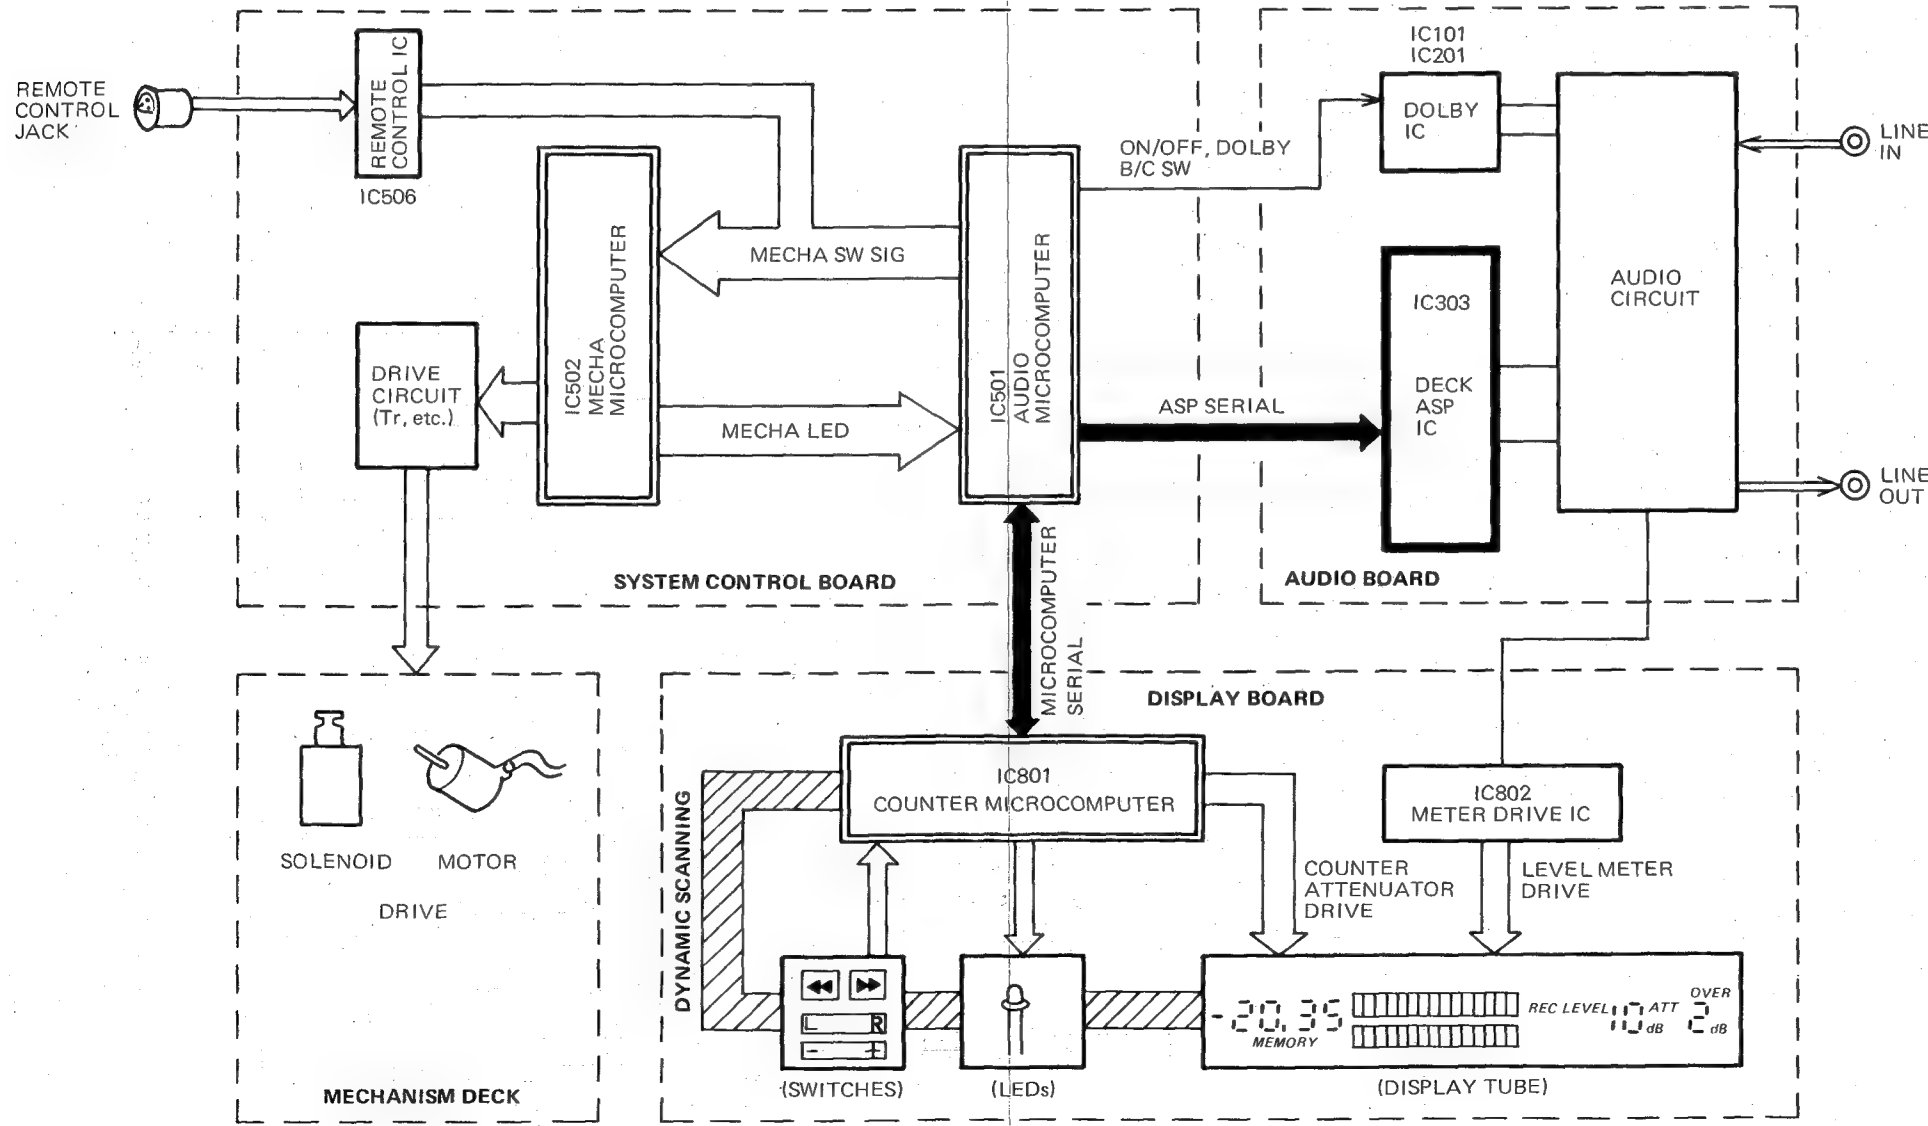 REMOTE
CONTROL
JACK
REMOTE
CONTROL IC
IC506
IC502
MECHA
MICROCOMPUTER
MECHA SW SIG
MECHA LED
DRIVE
CIRCUIT
(Tr, etc.)
IC501
AUDIO
MICROCOMPUTER
SYSTEM CONTROL BOARD
ON/OFF, DOLBY
B/C SW
ASP SERIAL
IC101
IC201
DOLBY
IC
IC303
DECK
ASP
IC
AUDIO
CIRCUIT
LINE
IN
LINE
OUT
AUDIO BOARD
MICROCOMPUTER
SERIAL
SOLENOID
MOTOR
DRIVE
MECHANISM DECK
DISPLAY BOARD
IC801
COUNTER MICROCOMPUTER
DYNAMIC SCANNING
IC802
METER DRIVE IC
COUNTER
ATTENUATOR
DRIVE
LEVEL METER
DRIVE
L R
- +
(SWITCHES)
(LEDs)
-20.35
MEMORY
REC LEVEL 10 dB ATT
OVER
2 dB
(DISPLAY TUBE)